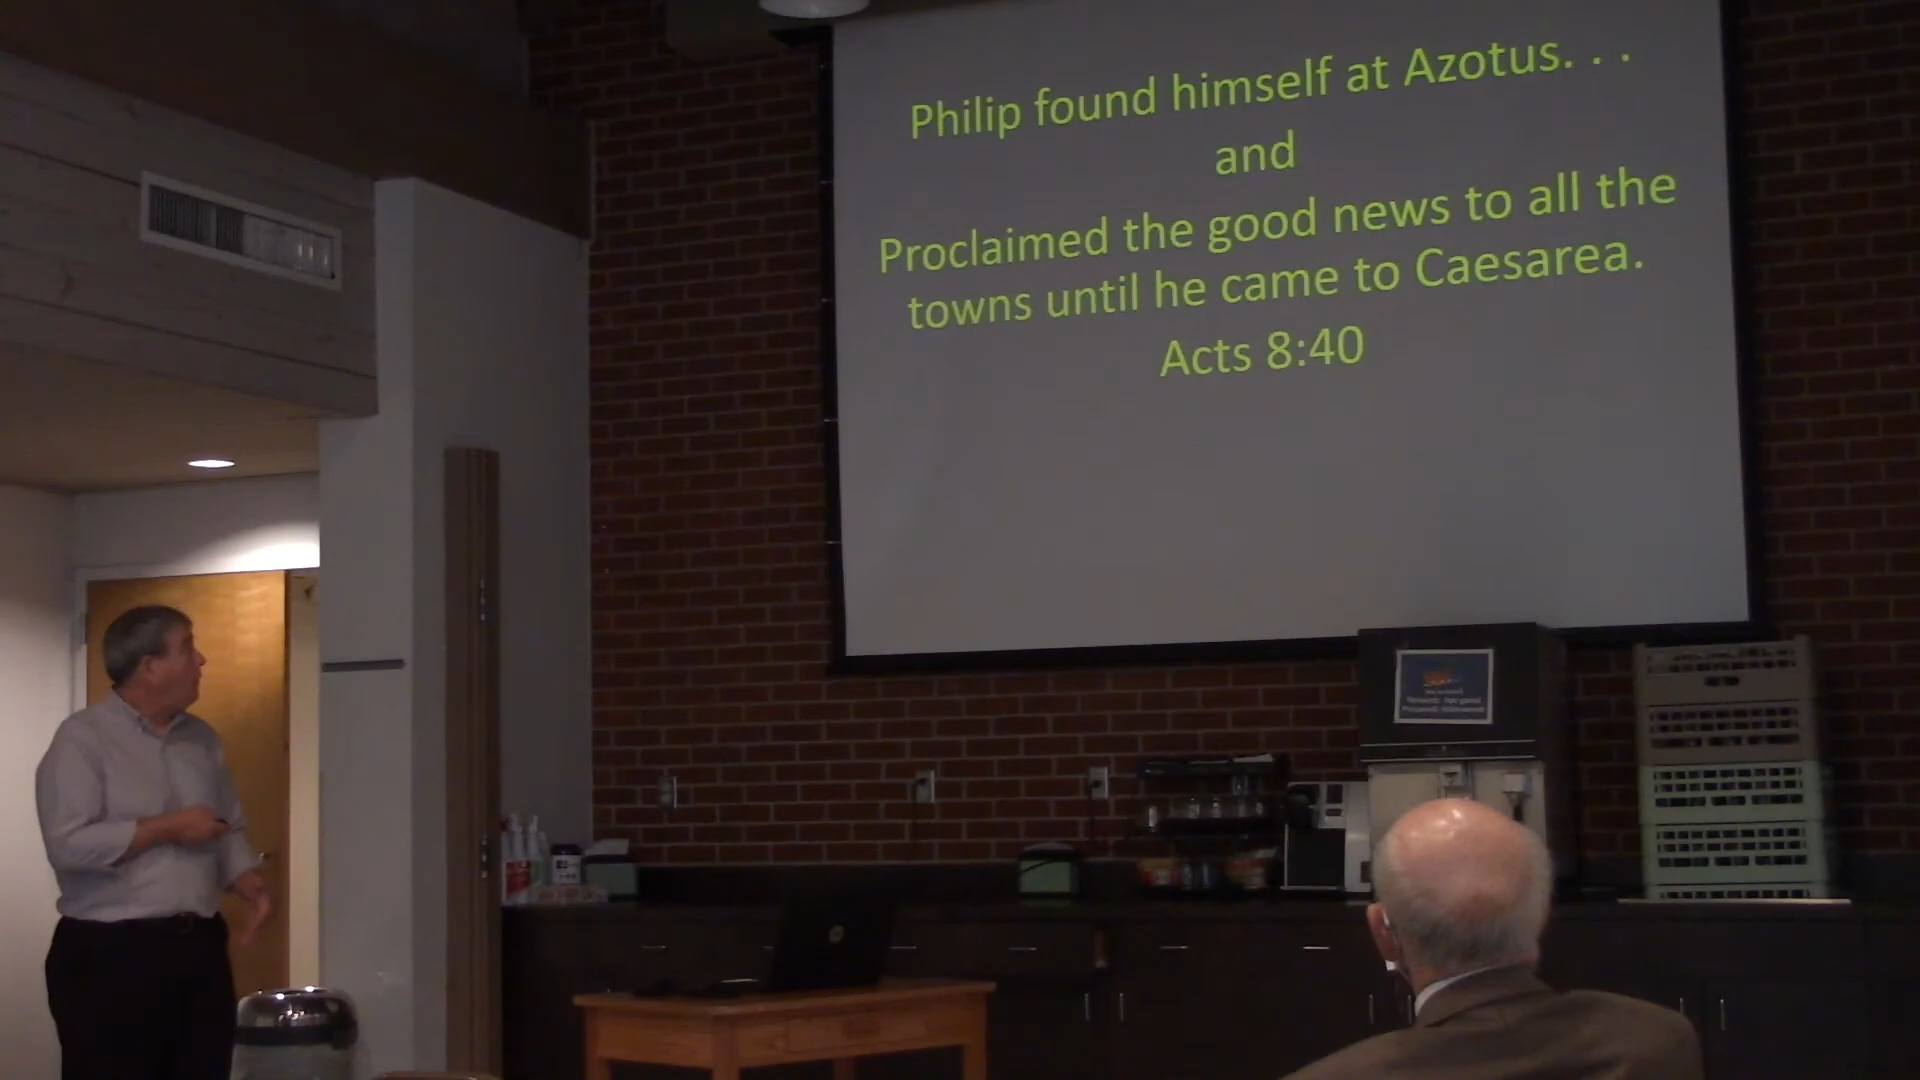 Philip found himself at Azotus. . .
and
Proclaimed the good news to all the
towns until he came to Caesarea.
Acts 8:40